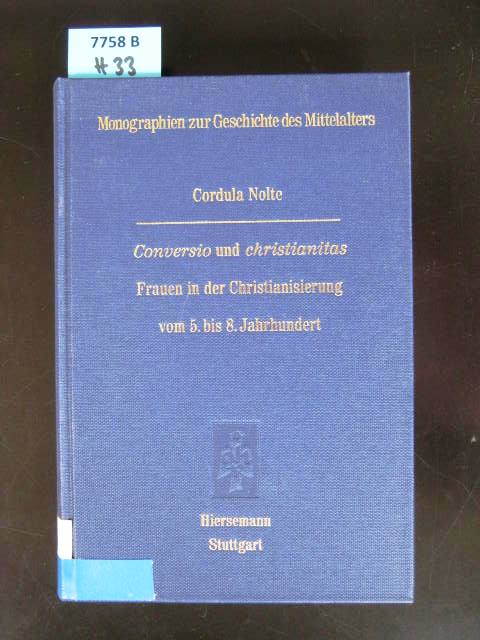 7758 B
# 33
Monographien zur Geschichte des Mittelalters
Cordula Nolte
Conversio und christianitas
Frauen in der Christianisierung
vom 5. bis 8. Jahrhundert
Hiersemann
Stuttgart